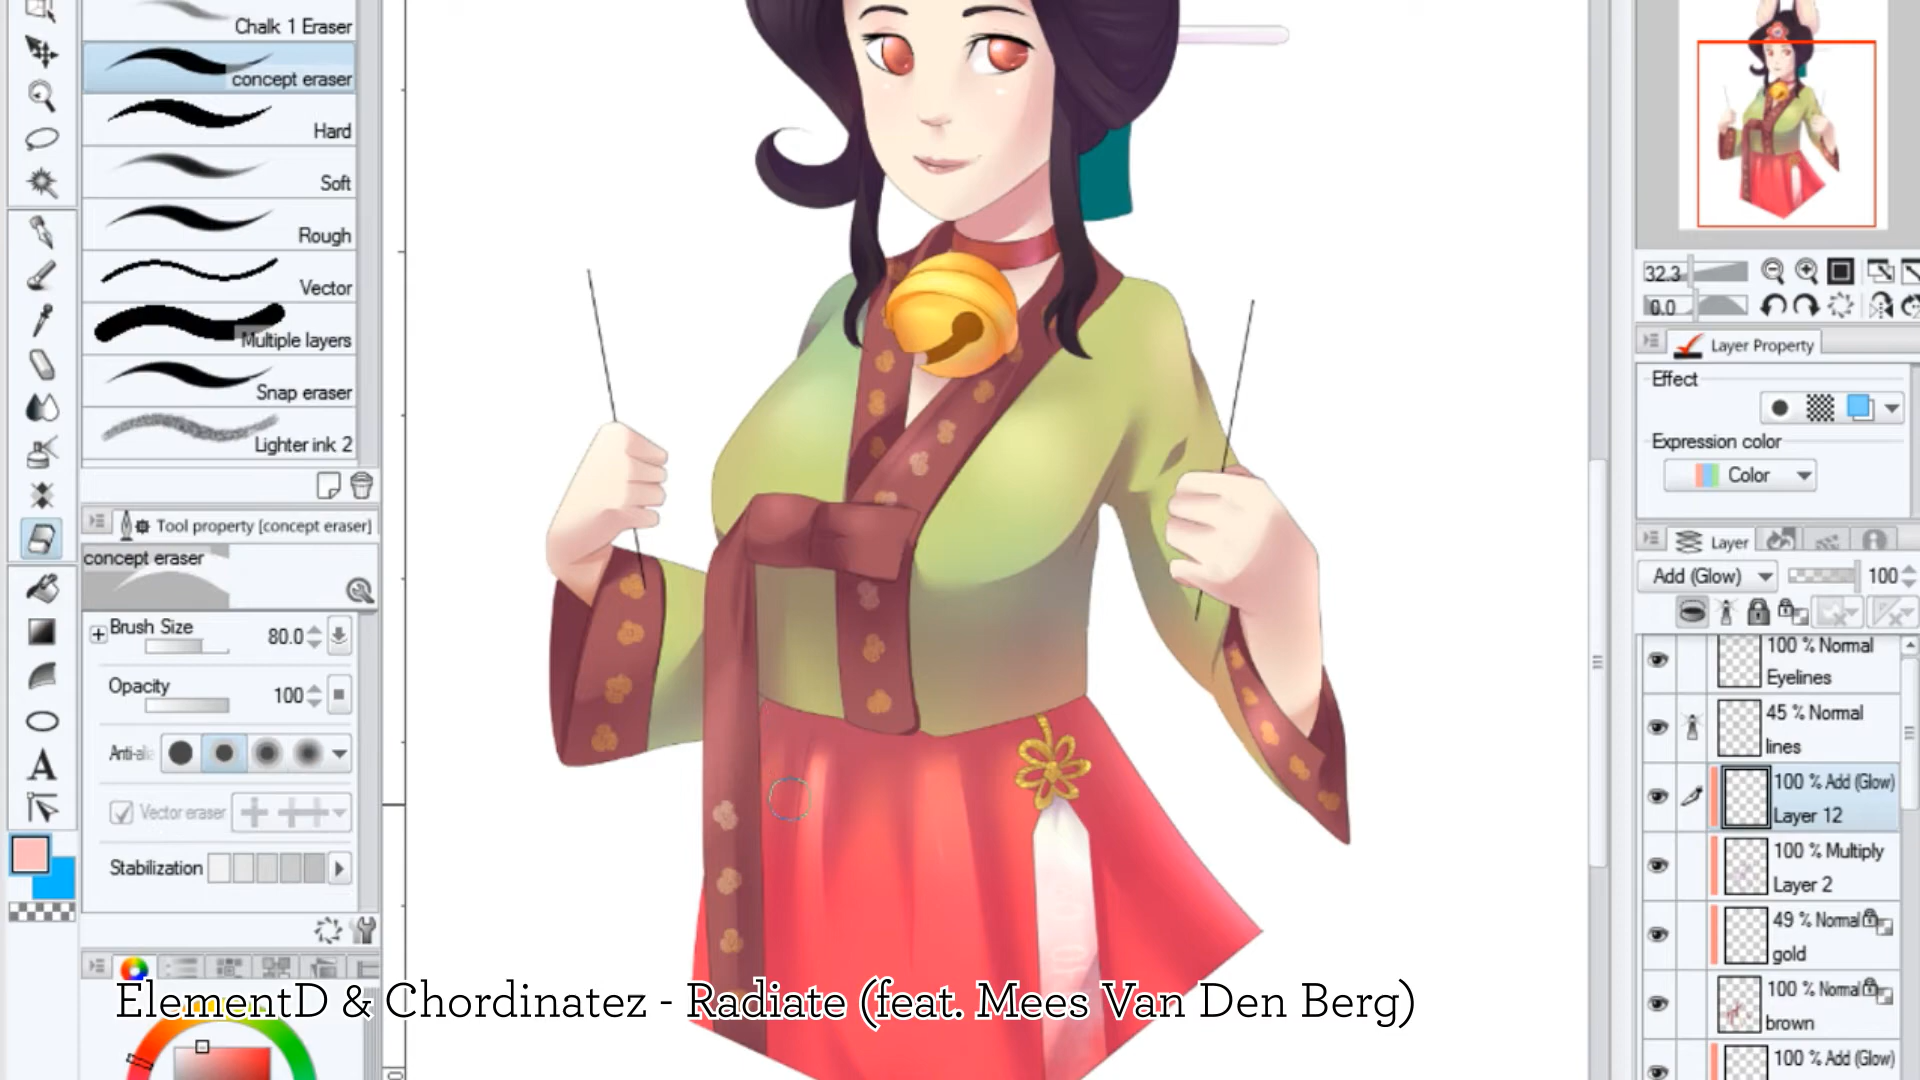 Chalk 1 Eraser
concept eraser
Hard
Soft
Rough
Vector
Multiple layers
Snap eraser
Lighter ink 2
Tool property [concept eraser]
concept eraser
Brush Size
80.0
Opacity
100
Vector eraser
Stabilization
ElementD & Chordinatez - Radiate (feat. Mees Van Den Berg)
32.3
0.0
Layer Property
Effect
Expression color
Color
Layer
Add (Glow)
100
100 % Normal
Eyelines
45 % Normal
lines
100 % Add (Glow)
Layer 12
100 % Multiply
Layer 2
49 % Normal
gold
100 % Normal
brown
100 % Add (Glow)